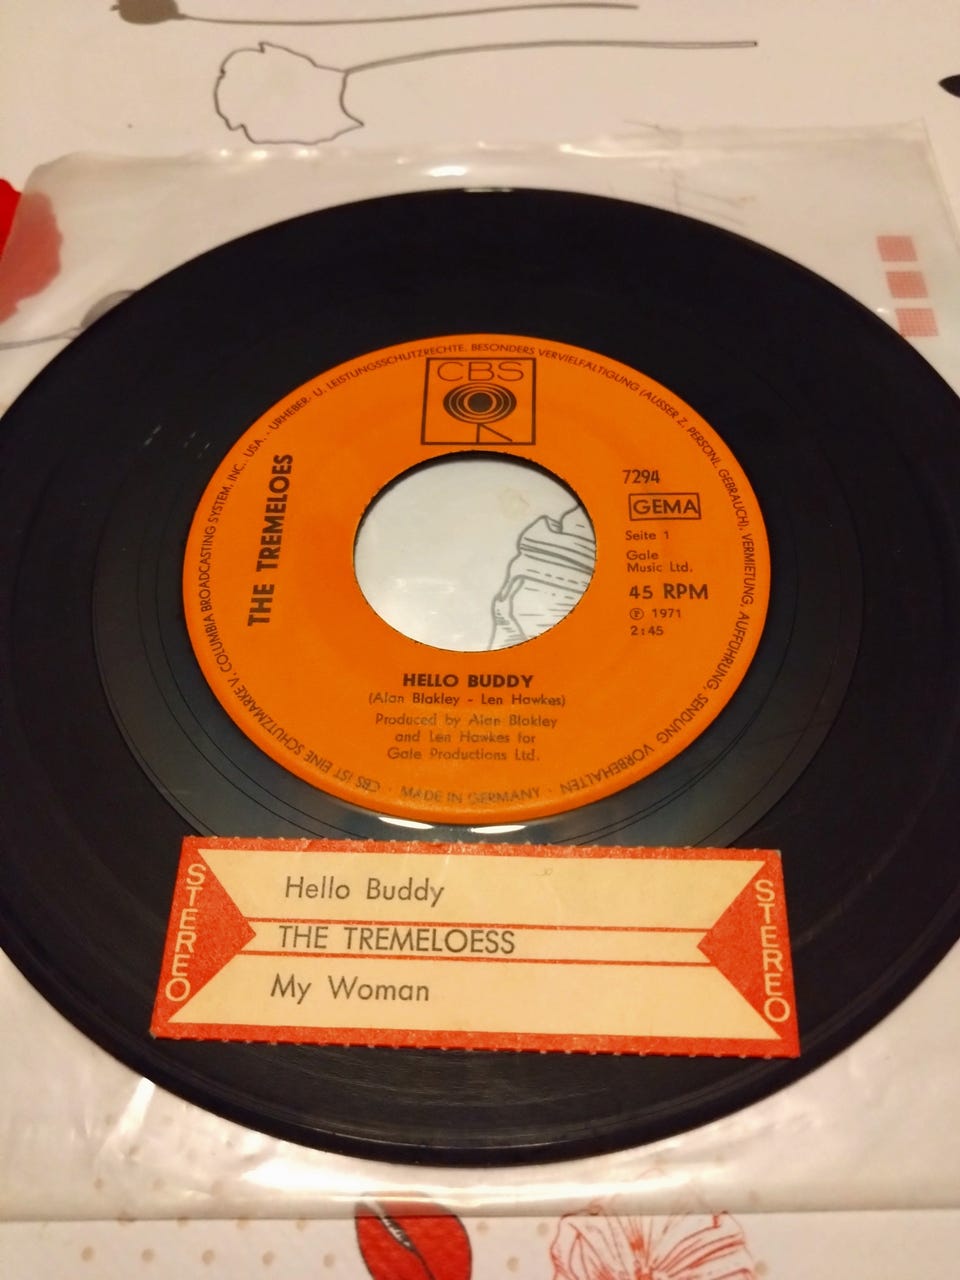 CBS
URHEBER- U. LEISTUNGSSCHUTZRECHTE. BESONDERS VERVIELFÄLTIGUNG (AUSSER Z. PERSÖNL. GEBRAUCH), VERMIETUNG, AUFFÜHRUNG, SENDUNG VORBEHALTEN · MADE IN GERMANY · CBS IST EINE SCHUTZMARKE V. COLUMBIA BROADCASTING SYSTEM, INC., USA. ·
THE TREMELOES
7294
GEMA
Seite 1
Gale
Music Ltd.
45 RPM
Ⓟ 1971
2:45
HELLO BUDDY
(Alan Blakley - Len Hawkes)
Produced by Alan Blakley
and Len Hawkes for
Gale Productions Ltd.
STEREO
Hello Buddy
THE TREMELOESS
My Woman
STEREO